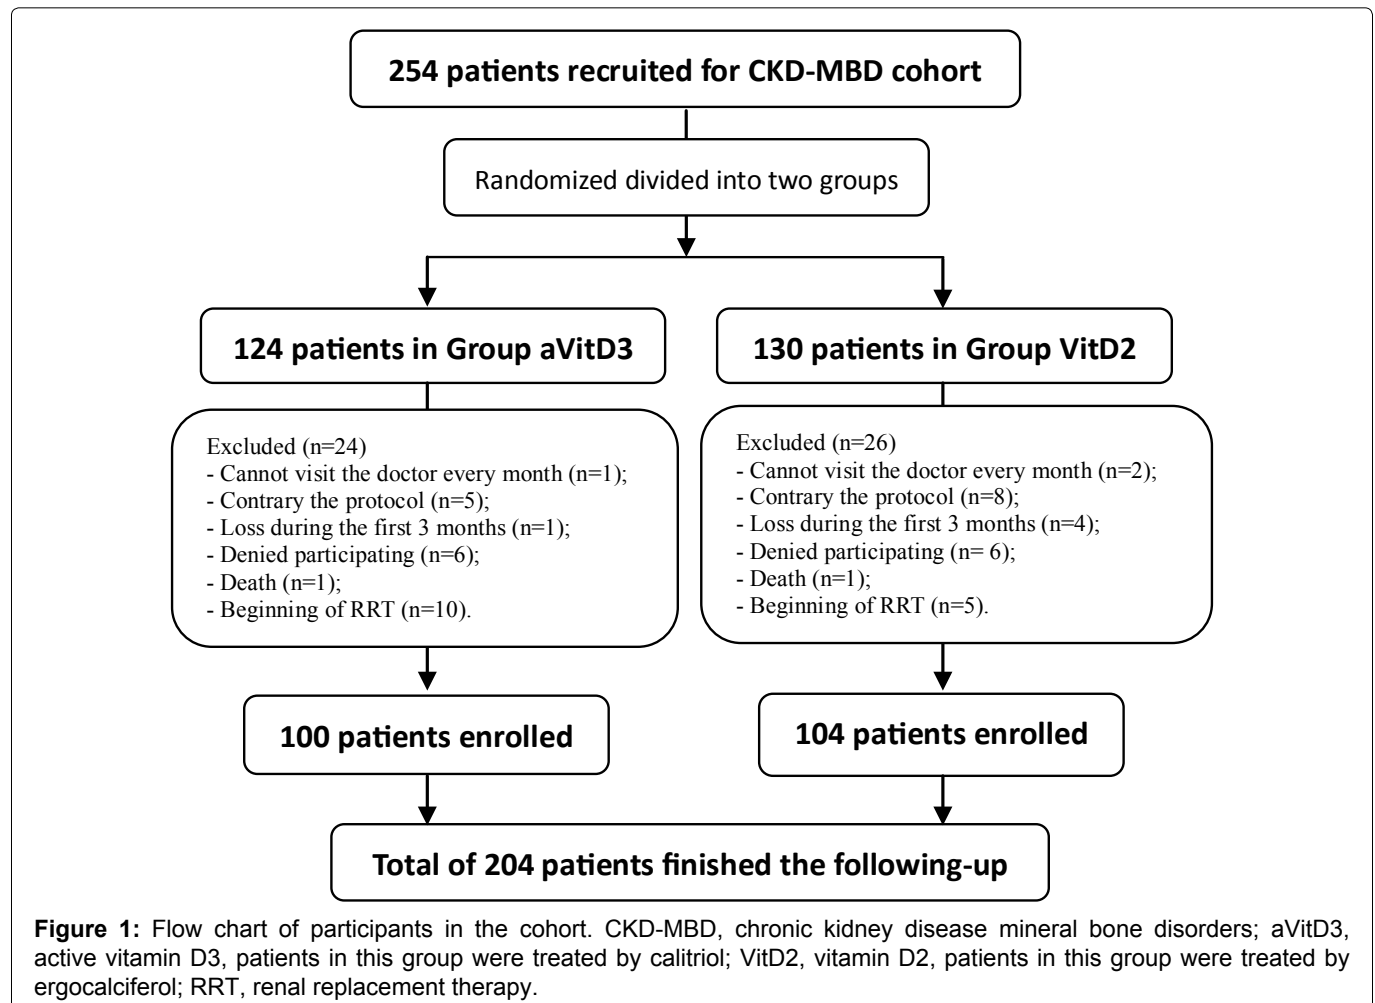 254 patients recruited for CKD-MBD cohort
Randomized divided into two groups
124 patients in Group aVitD3
130 patients in Group VitD2
Excluded (n=24)
- Cannot visit the doctor every month (n=1);
- Contrary the protocol (n=5);
- Loss during the first 3 months (n=1);
- Denied participating (n=6);
- Death (n=1);
- Beginning of RRT (n=10).
Excluded (n=26)
- Cannot visit the doctor every month (n=2);
- Contrary the protocol (n=8);
- Loss during the first 3 months (n=4);
- Denied participating (n= 6);
- Death (n=1);
- Beginning of RRT (n=5).
100 patients enrolled
104 patients enrolled
Total of 204 patients finished the following-up
Figure 1: Flow chart of participants in the cohort. CKD-MBD, chronic kidney disease mineral bone disorders; aVitD3,
active vitamin D3, patients in this group were treated by calitriol; VitD2, vitamin D2, patients in this group were treated by
ergocalciferol; RRT, renal replacement therapy.